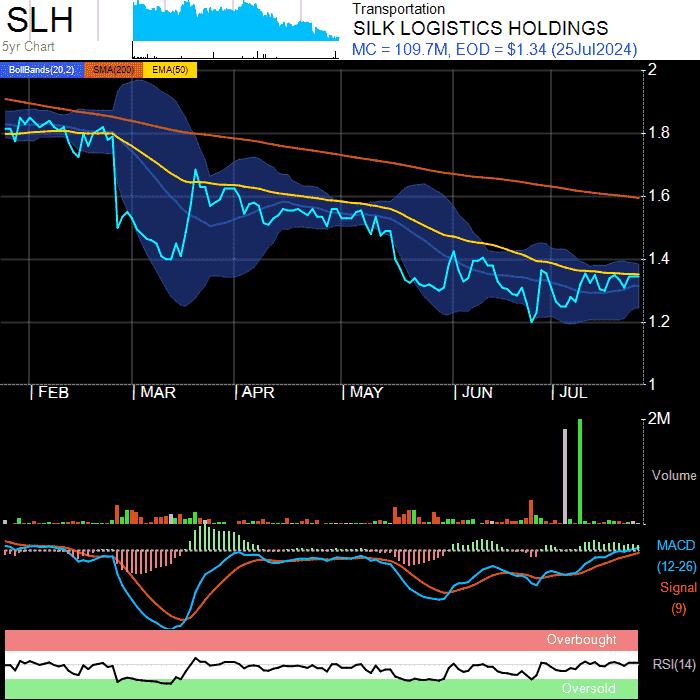 SLH
5yr Chart
Transportation
SILK LOGISTICS HOLDINGS
MC = 109.7M, EOD = $1.34 (25Jul2024)
BollBands(20,2) SMA(200) EMA(50)
2
1.8
1.6
1.4
1.2
1
FEB MAR APR MAY JUN JUL
2M
Volume
MACD
(12-26)
Signal
(9)
Overbought
RSI(14)
Oversold